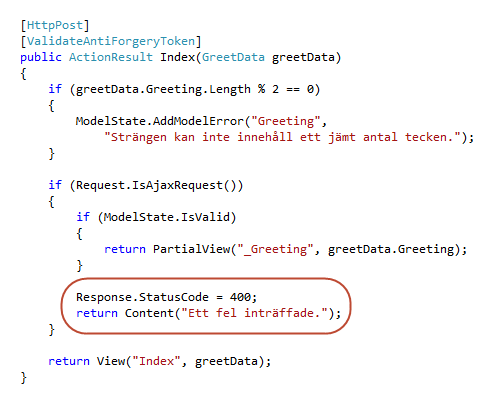 [HttpPost]
[ValidateAntiForgeryToken]
public ActionResult Index(GreetData greetData)
{
    if (greetData.Greeting.Length % 2 == 0)
    {
        ModelState.AddModelError("Greeting",
            "Strängen kan inte innehåll ett jämt antal tecken.");
    }

    if (Request.IsAjaxRequest())
    {
        if (ModelState.IsValid)
        {
            return PartialView("_Greeting", greetData.Greeting);
        }

        Response.StatusCode = 400;
        return Content("Ett fel inträffade.");
    }

    return View("Index", greetData);
}